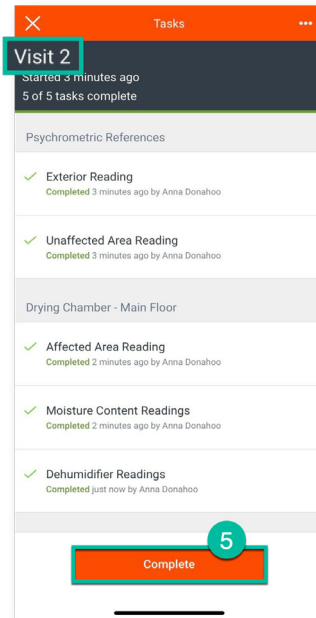 Tasks
Visit 2
Started 3 minutes ago
5 of 5 tasks complete
Psychrometric References
Exterior Reading
Completed 3 minutes ago by Anna Donahoo
Unaffected Area Reading
Completed 3 minutes ago by Anna Donahoo
Drying Chamber - Main Floor
Affected Area Reading
Completed 2 minutes ago by Anna Donahoo
Moisture Content Readings
Completed 2 minutes ago by Anna Donahoo
Dehumidifier Readings
Completed just now by Anna Donahoo
5
Complete